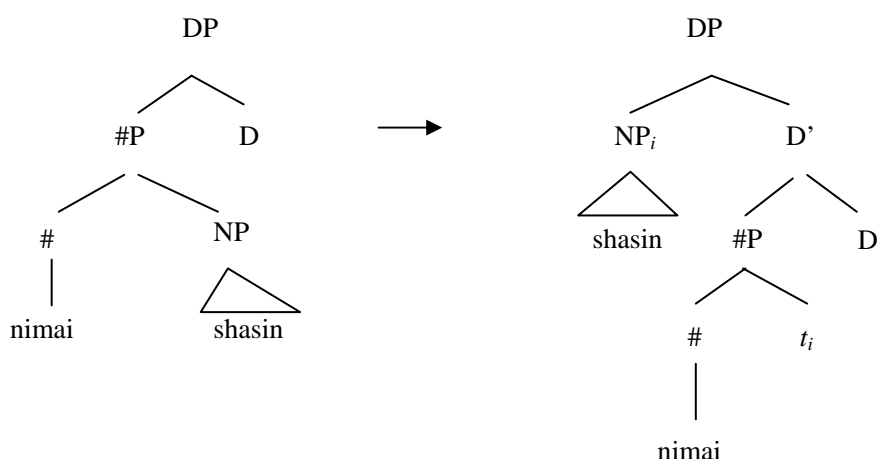 DP DP
#P D NPi D’
# NP shasin #P D
nimai shasin # ti
nimai